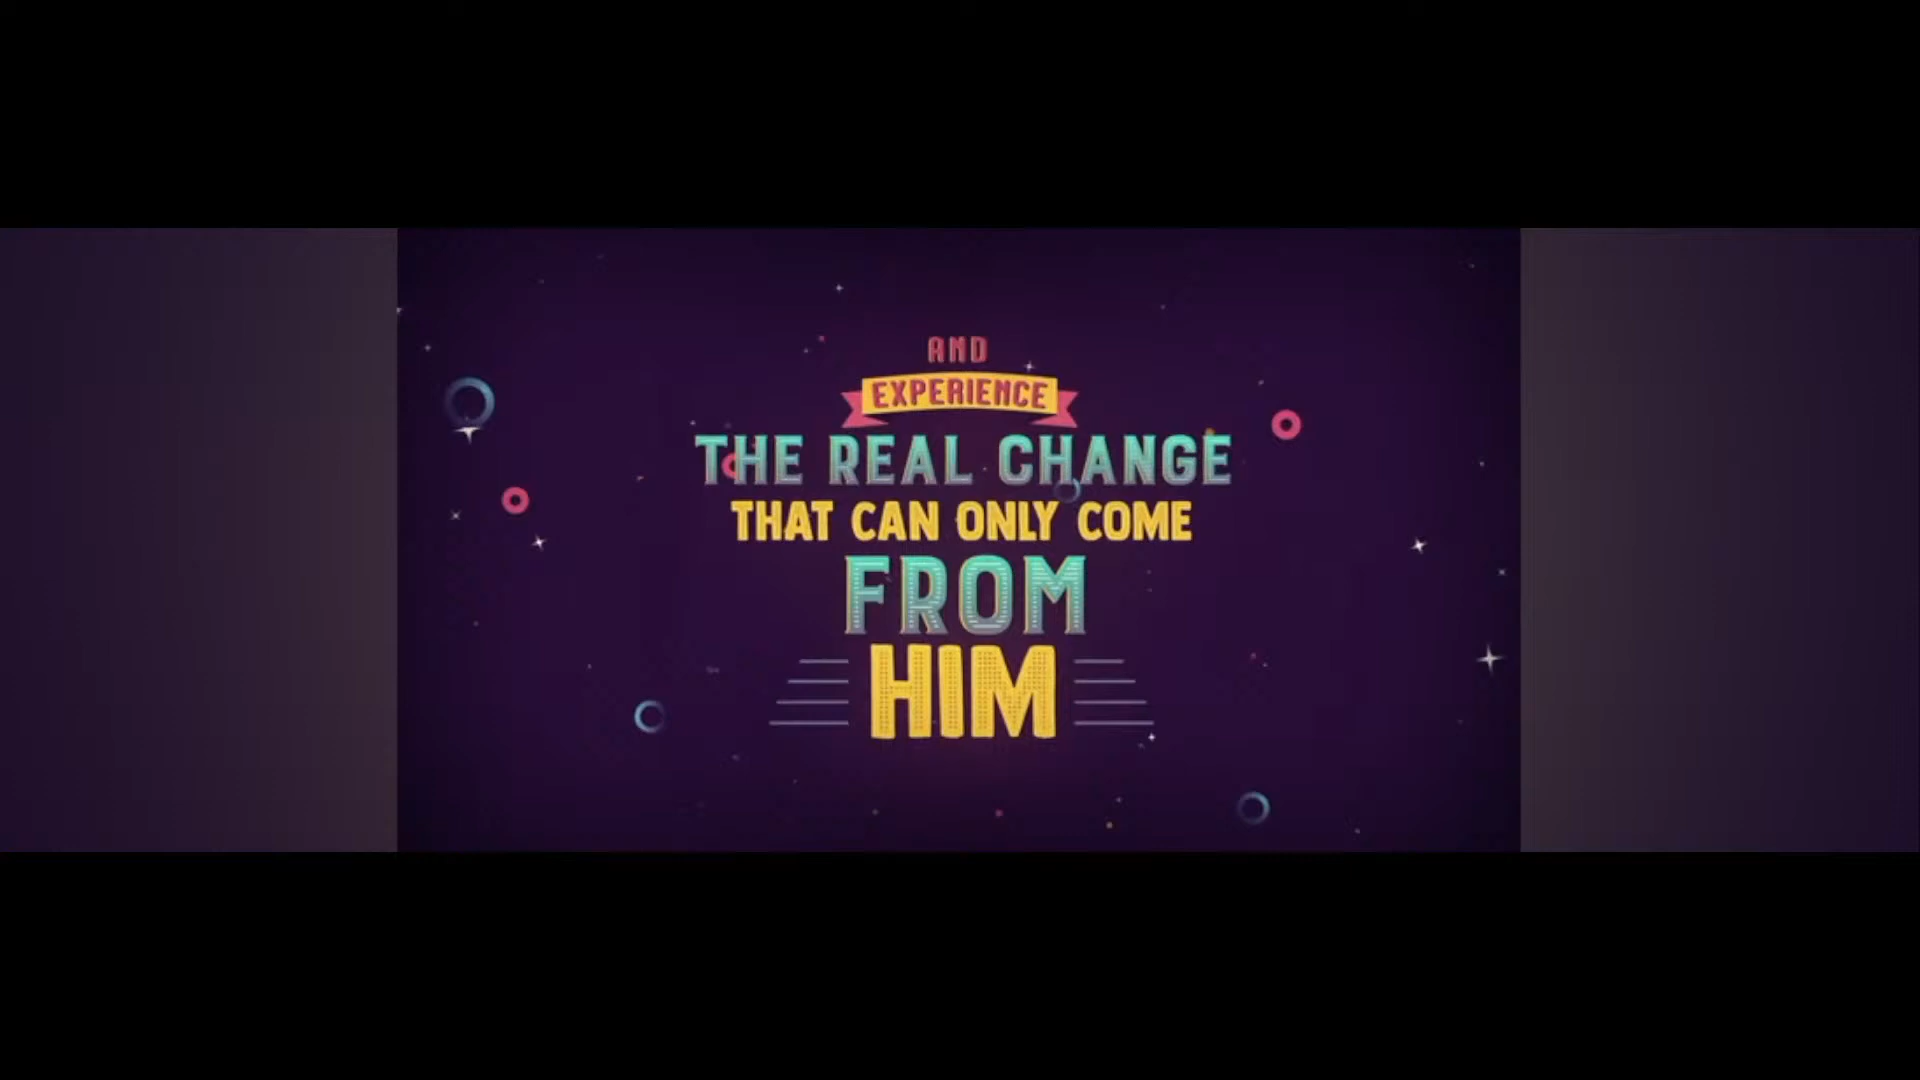 AND
EXPERIENCE
THE REAL CHANGE
THAT CAN ONLY COME
FROM
HIM